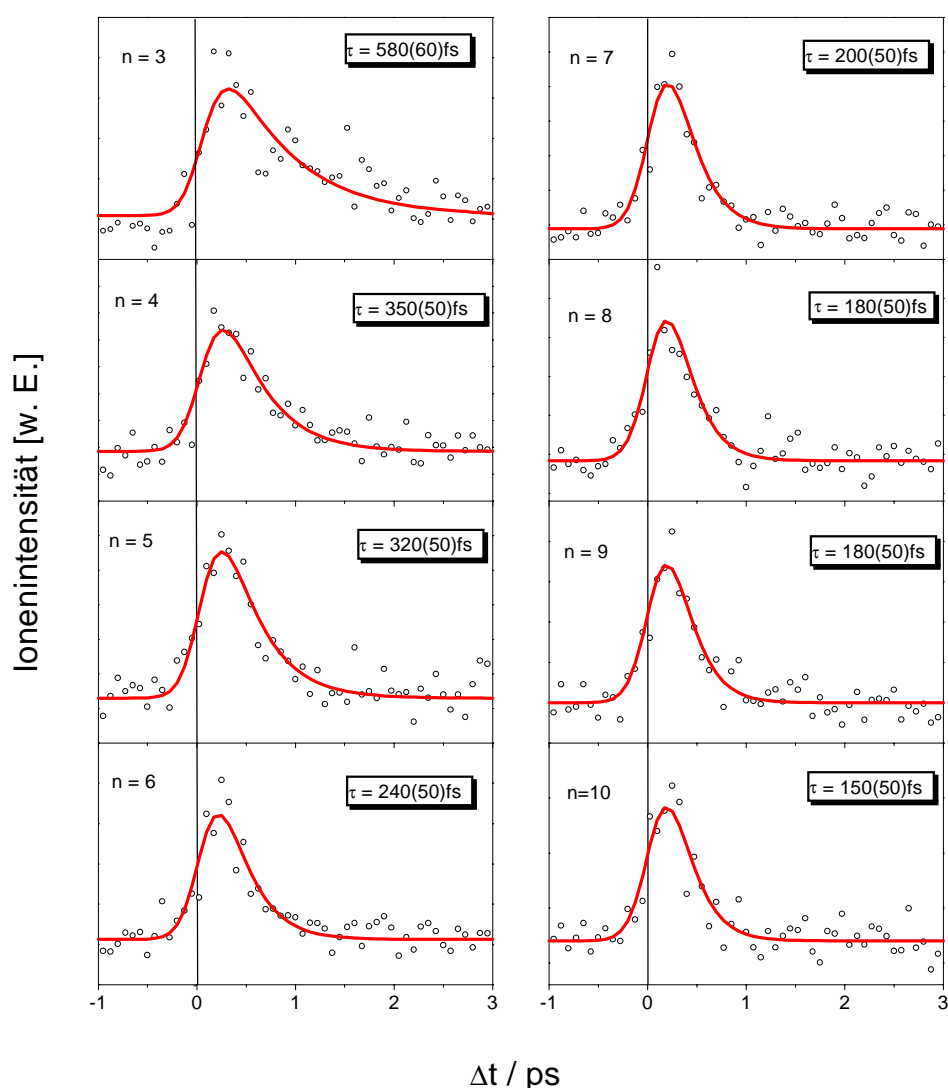 Ionenintensität [w. E.]
n = 3
τ = 580(60)fs
n = 4
τ = 350(50)fs
n = 5
τ = 320(50)fs
n = 6
τ = 240(50)fs
-1 0 1 2 3
n = 7
τ = 200(50)fs
n = 8
τ = 180(50)fs
n = 9
τ = 180(50)fs
n=10
τ = 150(50)fs
-1 0 1 2 3
Δt / ps